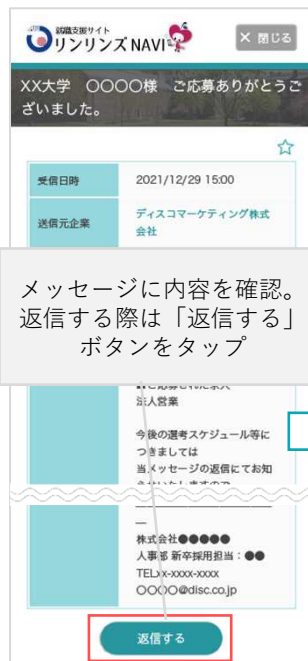 就職支援サイト
リンリンズNAVI
× 閉じる
XX大学　〇〇〇〇様　ご応募ありがとうご
ざいました。
☆
受信日時
2021/12/29 15:00
送信元企業
ディスコマーケティング株式
会社
メッセージに内容を確認。
返信する際は「返信する」
ボタンをタップ
法人営業
今後の選考スケジュール等に
つきましては
当メッセージの返信にてお知
株式会社●●●●●
人事部 新卒採用担当：●●
TELxx-xxxx-xxxx
〇〇〇〇@disc.co.jp
返信する